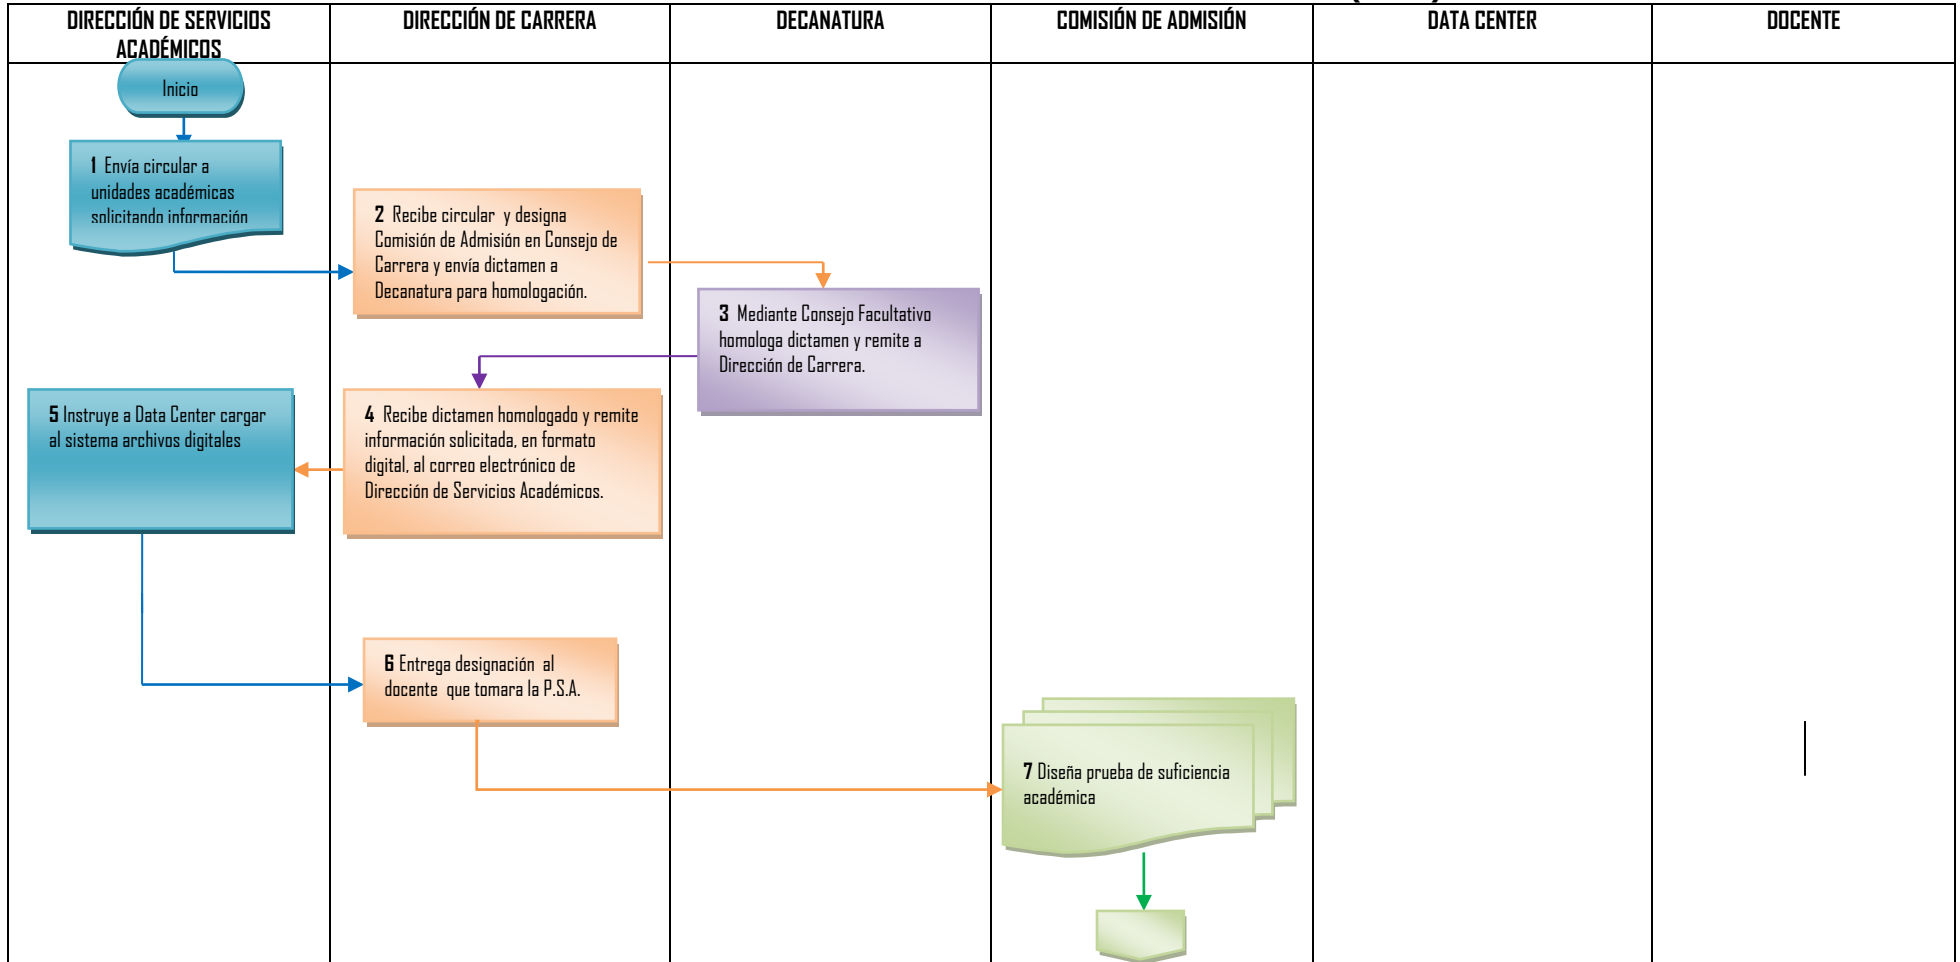 DIRECCIÓN DE SERVICIOS
ACADÉMICOS
DIRECCIÓN DE CARRERA
DECANATURA
COMISIÓN DE ADMISIÓN
DATA CENTER
DOCENTE
Inicio
1 Envía circular a
unidades académicas
solicitando información
2 Recibe circular y designa
Comisión de Admisión en Consejo de
Carrera y envía dictamen a
Decanatura para homologación.
3 Mediante Consejo Facultativo
homologa dictamen y remite a
Dirección de Carrera.
4 Recibe dictamen homologado y remite
información solicitada, en formato
digital, al correo electrónico de
Dirección de Servicios Académicos.
5 Instruye a Data Center cargar
al sistema archivos digitales
6 Entrega designación al
docente que tomara la P.S.A.
7 Diseña prueba de suficiencia
académica